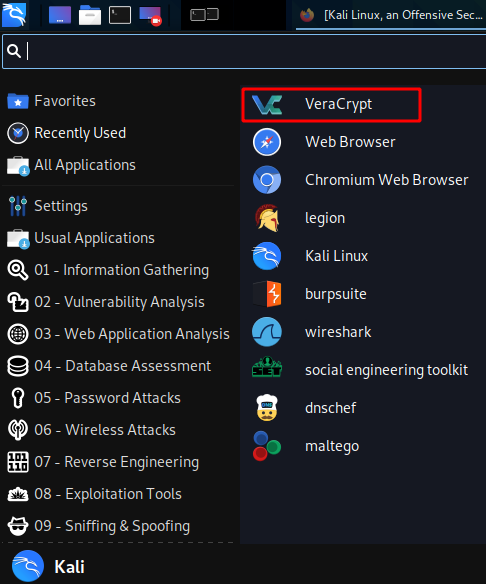 [Kali Linux, an Offensive Sec...
Favorites
Recently Used
All Applications
Settings
Usual Applications
01 - Information Gathering
02 - Vulnerability Analysis
03 - Web Application Analysis
04 - Database Assessment
05 - Password Attacks
06 - Wireless Attacks
07 - Reverse Engineering
08 - Exploitation Tools
09 - Sniffing & Spoofing
VeraCrypt
Web Browser
Chromium Web Browser
legion
Kali Linux
burpsuite
wireshark
social engineering toolkit
dnschef
maltego
Kali